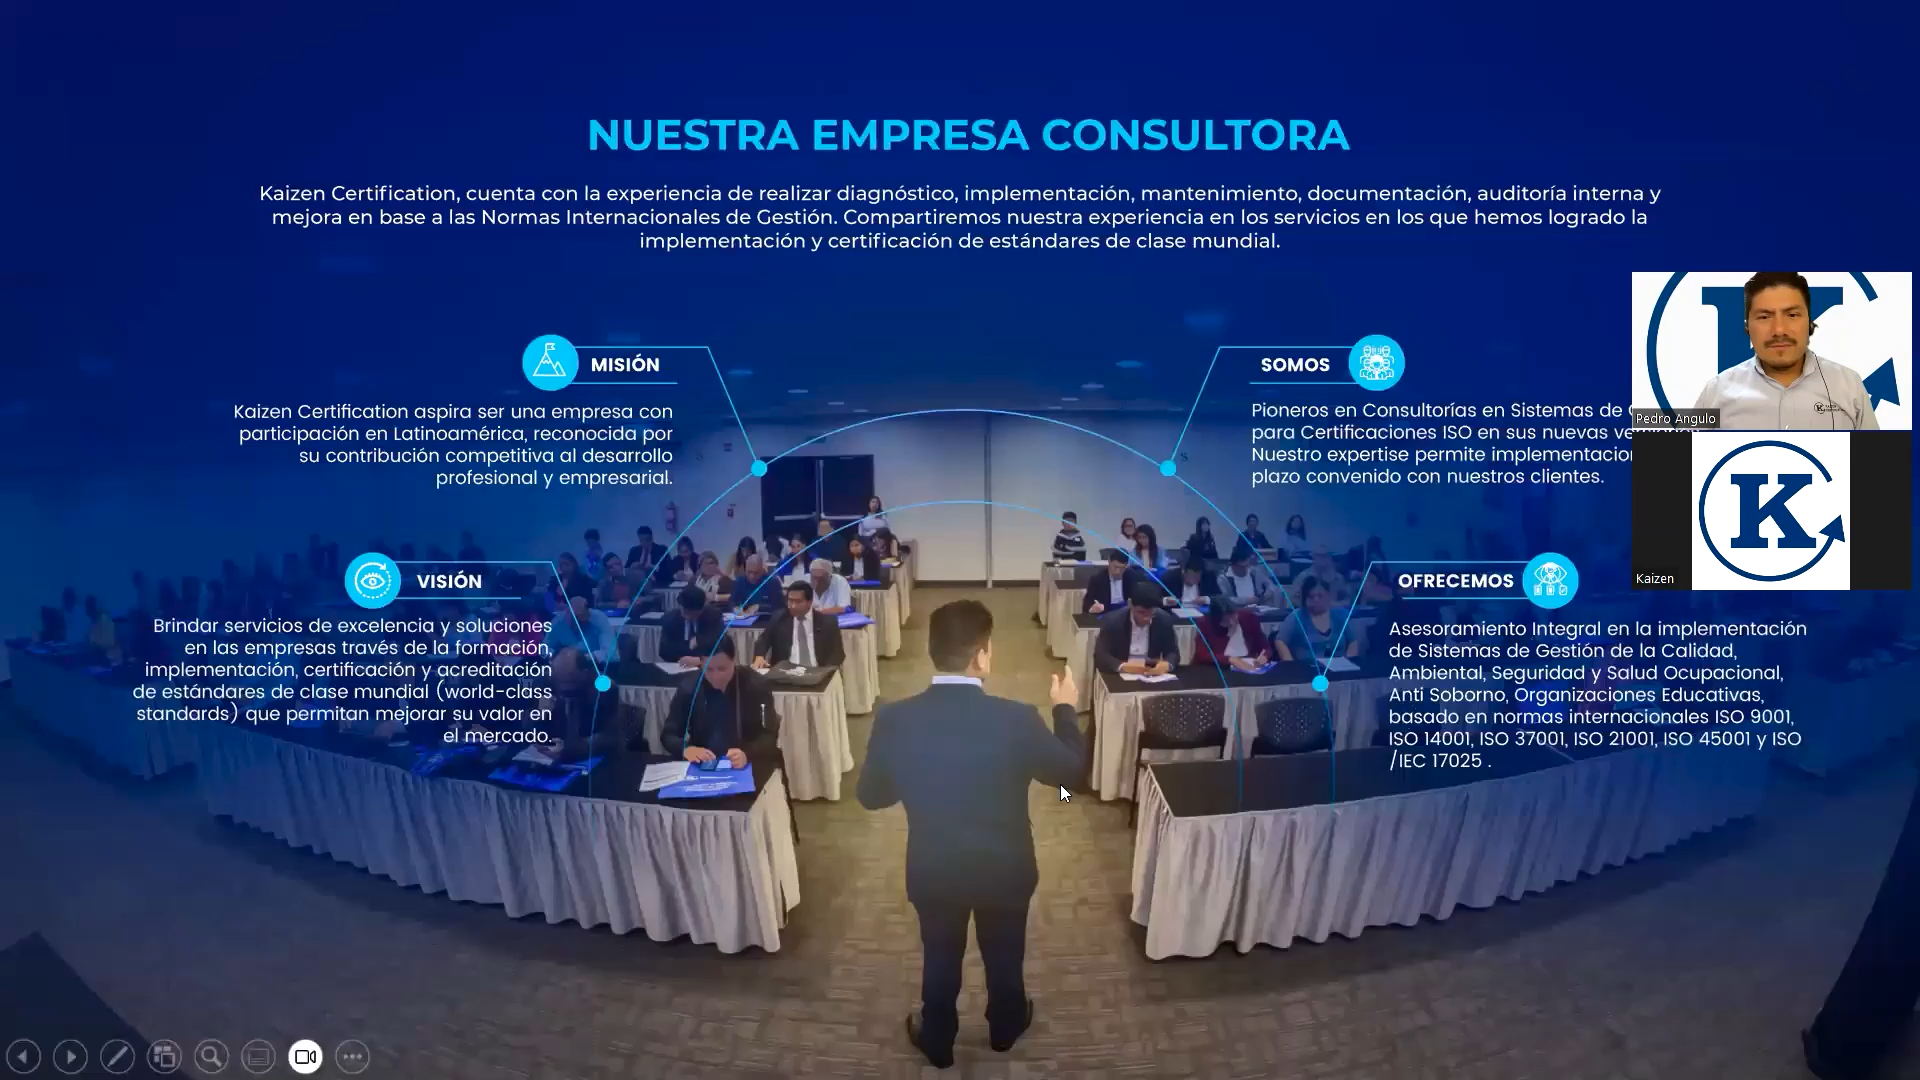 NUESTRA EMPRESA CONSULTORA
Kaizen Certification, cuenta con la experiencia de realizar diagnóstico, implementación, mantenimiento, documentación, auditoría interna y
mejora en base a las Normas Internacionales de Gestión. Compartiremos nuestra experiencia en los servicios en los que hemos logrado la
implementación y certificación de estándares de clase mundial.
MISIÓN
Kaizen Certification aspira ser una empresa con
participación en Latinoamérica, reconocida por
su contribución competitiva al desarrollo
profesional y empresarial.
SOMOS
Pioneros en Consultorías en Sistemas de
para Certificaciones ISO en sus nuevas
Nuestro expertise permite
plazo convenido con nuestros clientes.
VISIÓN
Brindar servicios de excelencia y soluciones
en las empresas través de la formación,
implementación, certificación y acreditación
de estándares de clase mundial (world-class
standards) que permitan mejorar su valor en
el mercado.
OFRECEMOS
Asesoramiento Integral en la implementación
de Sistemas de Gestión de la Calidad,
Ambiental, Seguridad y Salud Ocupacional,
Anti Soborno, Organizaciones Educativas,
basado en normas internacionales ISO 9001,
ISO 14001, ISO 37001, ISO 21001, ISO 45001 y ISO
/IEC 17025 .
K
Pedro Angulo
K
Kaizen